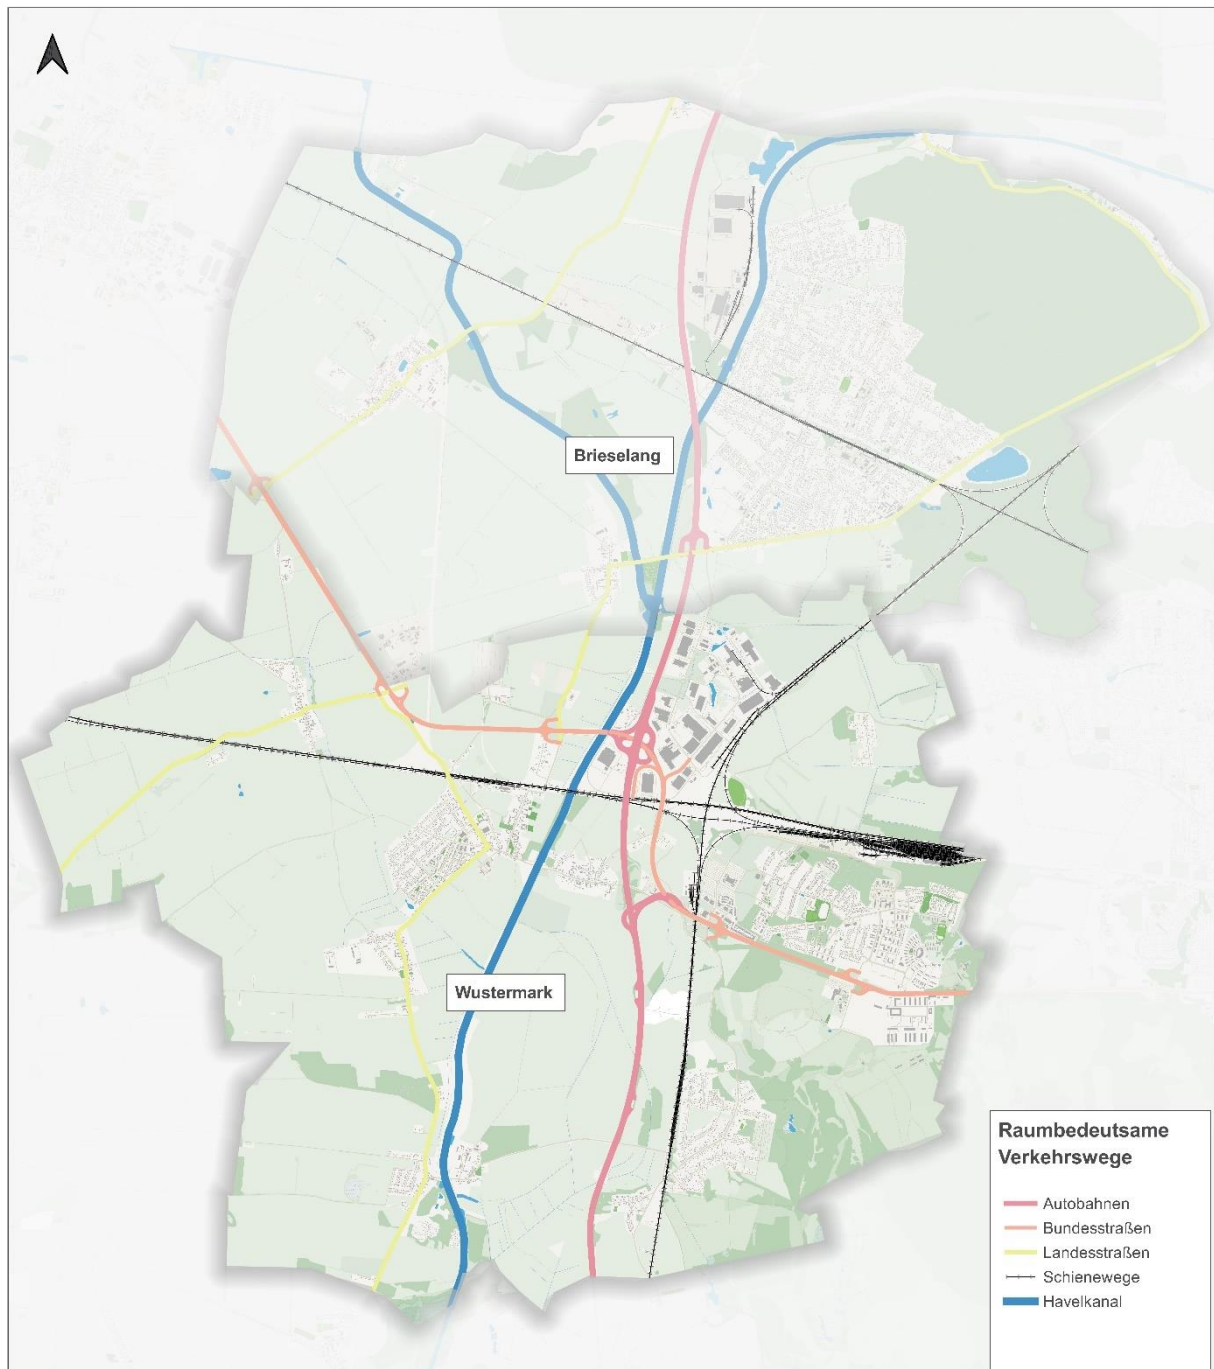 Brieselang
Wustermark
Raumbedeutsame
Verkehrswege
Autobahnen
Bundesstraßen
Landesstraßen
Schienewege
Havelkanal